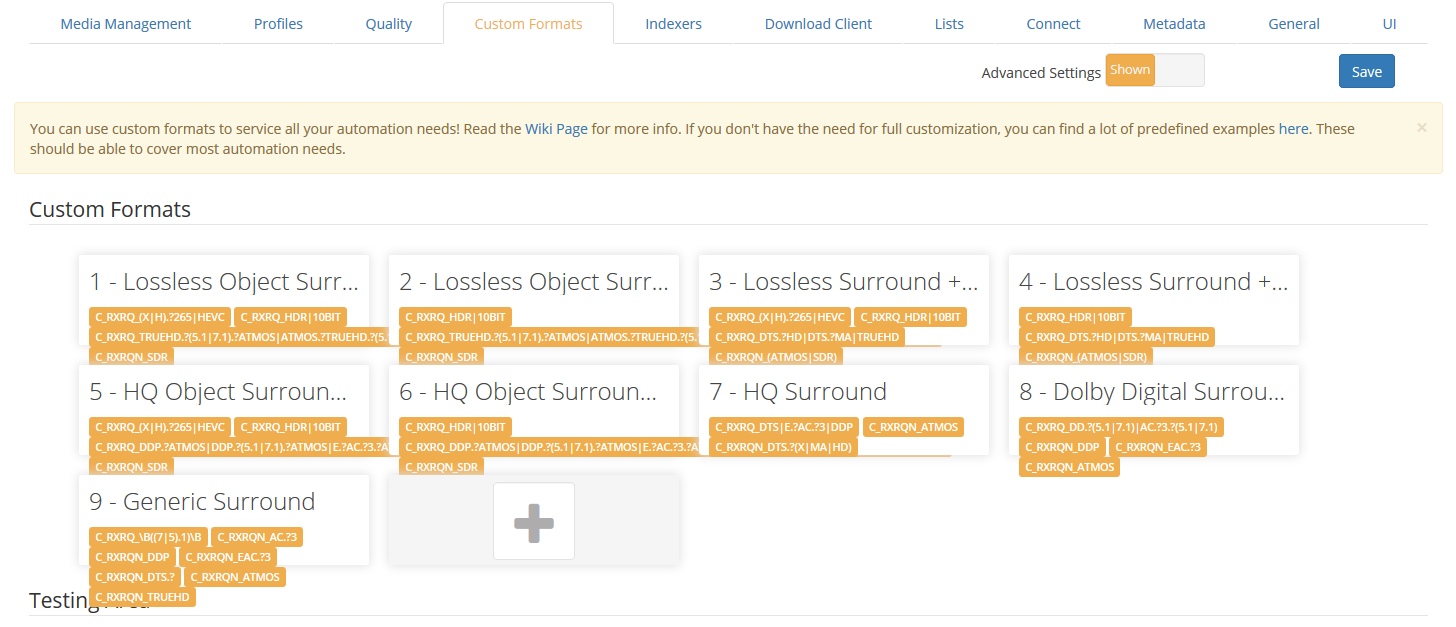 Media Management Profiles Quality Custom Formats Indexers Download Client Lists Connect Metadata General UI
Advanced Settings Shown Save
You can use custom formats to service all your automation needs! Read the Wiki Page for more info. If you don't have the need for full customization, you can find a lot of predefined examples here. These ×
should be able to cover most automation needs.
Custom Formats
1 - Lossless Object Surr...
C_RXRQ_(X|H).?265|HEVC C_RXRQ_HDR|10BIT
C_RXRQ_TRUEHD.?(5.1|7.1).?ATMOS|ATMOS.?TRUEHD.?(5.
C_RXRQN_SDR
2 - Lossless Object Surr...
C_RXRQ_HDR|10BIT
C_RXRQ_TRUEHD.?(5.1|7.1).?ATMOS|ATMOS.?TRUEHD.?(5.
C_RXRQN_SDR
3 - Lossless Surround +...
C_RXRQ_(X|H).?265|HEVC C_RXRQ_HDR|10BIT
C_RXRQ_DTS.?HD|DTS.?MA|TRUEHD
C_RXRQN_(ATMOS|SDR)
4 - Lossless Surround +...
C_RXRQ_HDR|10BIT
C_RXRQ_DTS.?HD|DTS.?MA|TRUEHD
C_RXRQN_(ATMOS|SDR)
5 - HQ Object Surroun...
C_RXRQ_(X|H).?265|HEVC C_RXRQ_HDR|10BIT
C_RXRQ_DDP.?ATMOS|DDP.?(5.1|7.1).?ATMOS|E.?AC.?3.?A
C_RXRQN_SDR
6 - HQ Object Surroun...
C_RXRQ_HDR|10BIT
C_RXRQ_DDP.?ATMOS|DDP.?(5.1|7.1).?ATMOS|E.?AC.?3.?A
C_RXRQN_SDR
7 - HQ Surround
C_RXRQ_DTS|E.?AC.?3|DDP C_RXRQN_ATMOS
C_RXRQN_DTS.?(X|MA|HD)
8 - Dolby Digital Surrou...
C_RXRQ_DD.?(5.1|7.1)|AC.?3.?(5.1|7.1)
C_RXRQN_DDP C_RXRQN_EAC.?3
C_RXRQN_ATMOS
9 - Generic Surround
C_RXRQ_\B((7|5).1)\B C_RXRQN_AC.?3
C_RXRQN_DDP C_RXRQN_EAC.?3
C_RXRQN_DTS.? C_RXRQN_ATMOS
C_RXRQN_TRUEHD
Testing Area